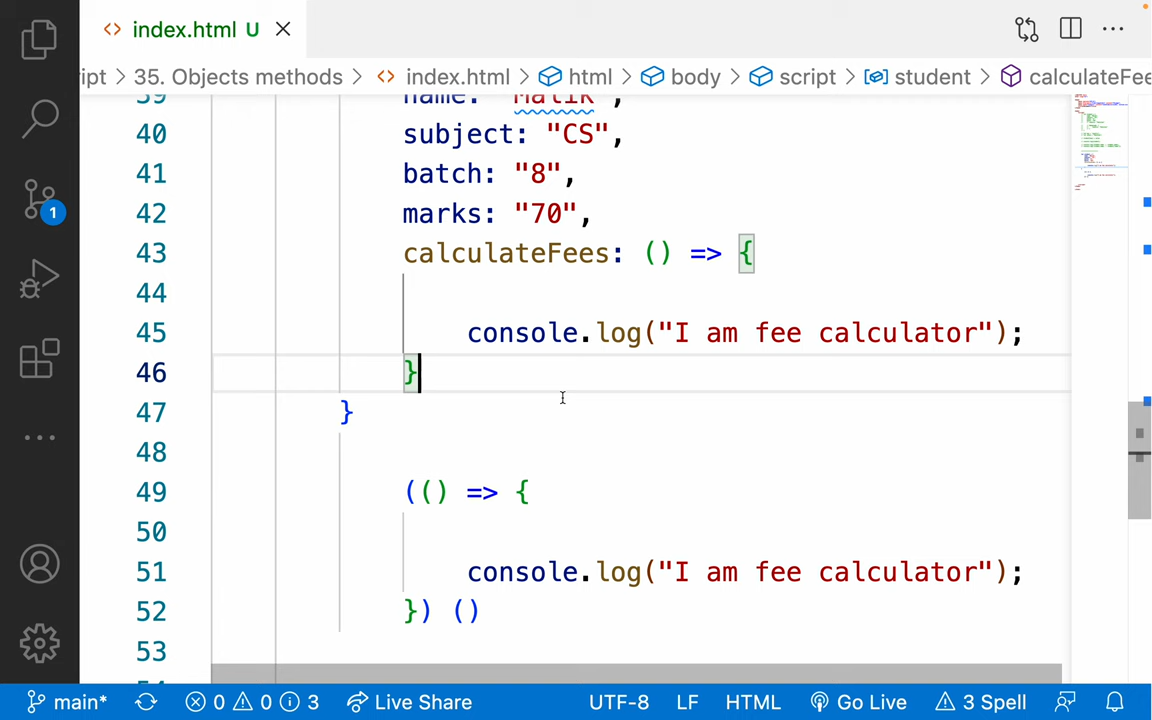 index.html U
ipt > 35. Objects methods > index.html > html > body > script > student > calculateFee
39 name: "Malik",
40 subject: "CS",
41 batch: "8",
42 marks: "70",
43 calculateFees: () => {
44
45 console.log("I am fee calculator");
46 }
47 }
48
49 (() => {
50
51 console.log("I am fee calculator");
52 }) ()
53
1
main* 0 0 3 Live Share UTF-8 LF HTML Go Live 3 Spell